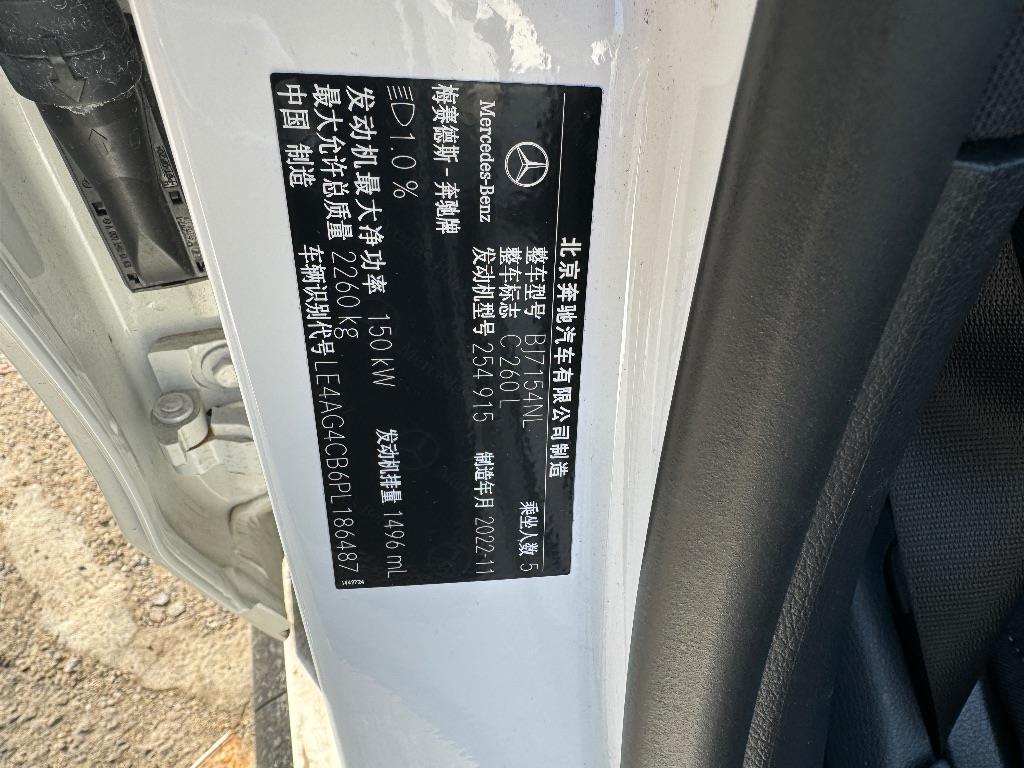 北京奔驰汽车有限公司制造
Mercedes-Benz
整车型号 BJ7154NL 乘坐人数 5
整车标志 C 260 L
发动机型号 254 915 制造年月 2022-11
梅赛德斯-奔驰牌
1.0 %
发动机最大净功率 150 kW 发动机排量 1496 mL
最大允许总质量 2260 kg
中国 制造 车辆识别代号 LE4AG4CB6PL186487